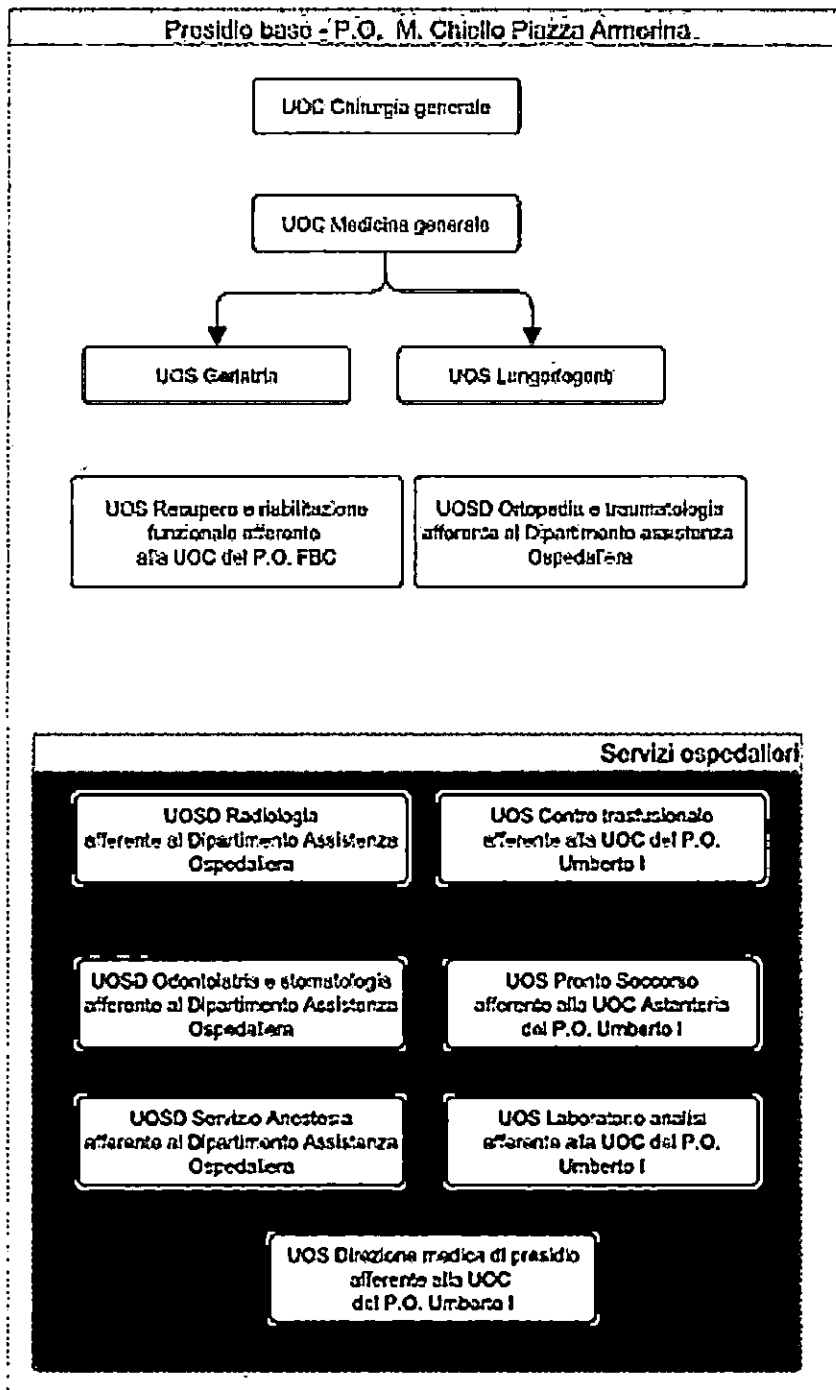 Presidio base - P.O. M. Chiello Piazza Armerina
UOC Chirurgia generale
UOC Medicina generale
UOS Geriatria
UOS Lungodegenti
UOS Recupero e riabilitazione
funzionale afferente
alla UOC del P.O. FBC
UOSD Ortopedia e traumatologia
afferente al Dipartimento assistenza
Ospedaliera
Servizi ospedalieri
UOSD Radiologia
afferente al Dipartimento Assistenza
Ospedaliera
UOS Centro trasfusionale
afferente alla UOC del P.O.
Umberto I
UOSD Odontoiatria e stomatologia
afferente al Dipartimento Assistenza
Ospedaliera
UOS Pronto Soccorso
afferente alla UOC Astanteria
del P.O. Umberto I
UOSD Servizio Anestesia
afferente al Dipartimento Assistenza
Ospedaliera
UOS Laboratorio analisi
afferente alla UOC del P.O.
Umberto I
UOS Direzione medica di presidio
afferente alla UOC
del P.O. Umberto I